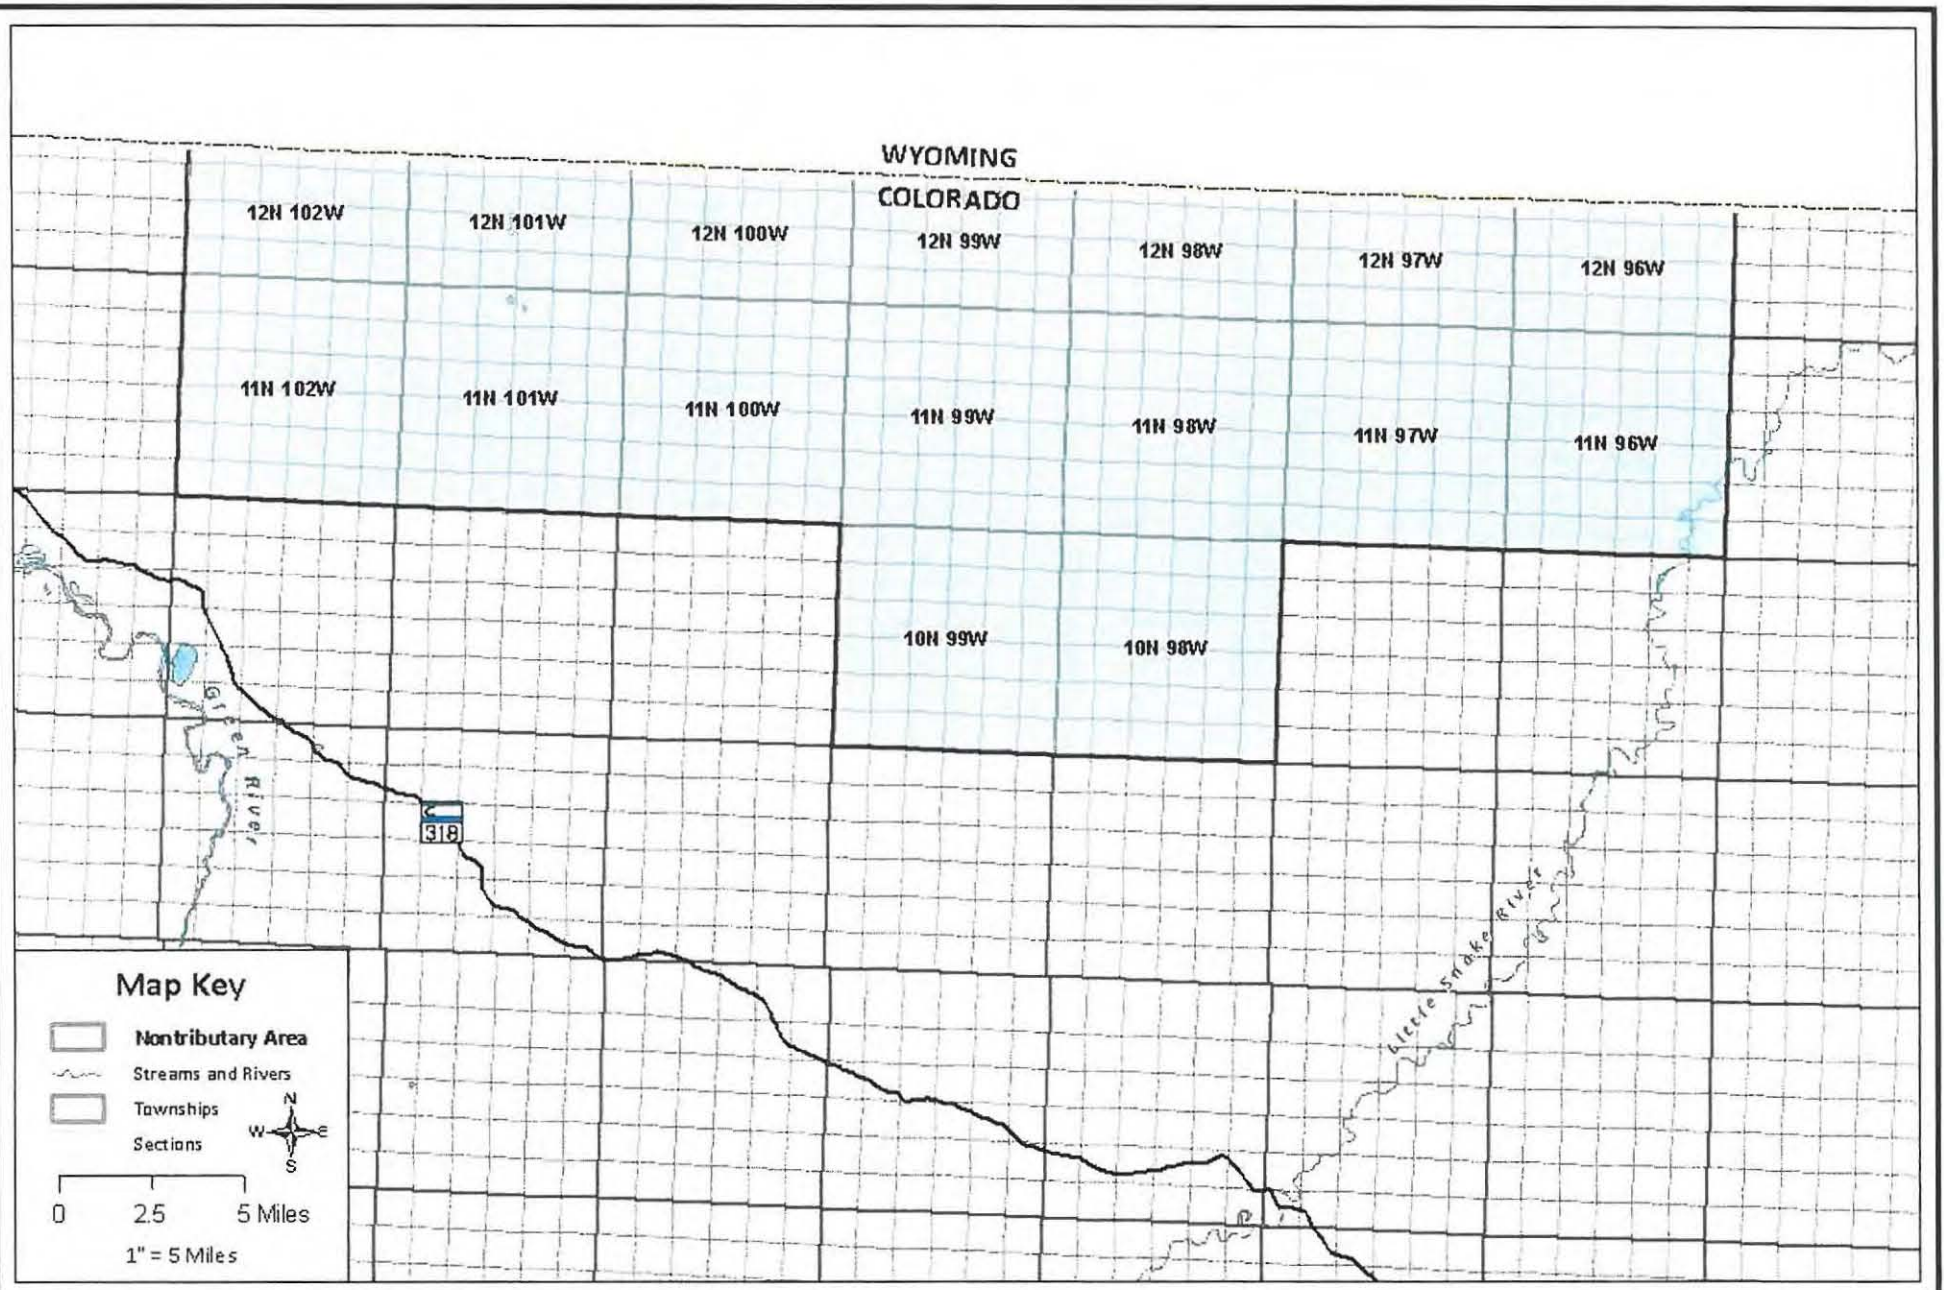 WYOMING
COLORADO
12N 102W
12N 101W
12N 100W
12N 99W
12N 98W
12N 97W
12N 96W
11N 102W
11N 101W
11N 100W
11N 99W
11N 98W
11N 97W
11N 96W
10N 99W
10N 98W
Green River
318
Little Snake River
Map Key
Nontributary Area
Streams and Rivers
Townships
Sections
N
W E
S
0 2.5 5 Miles
1" = 5 Miles